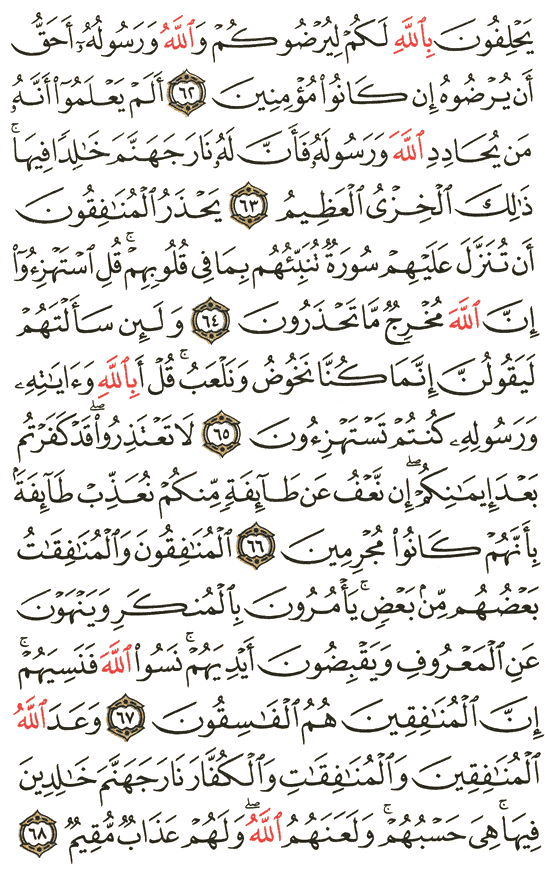 يَحْلِفُونَ بِٱللَّهِ لَكُمْ لِيُرْضُوكُمْ وَٱللَّهُ وَرَسُولُهُۥٓ أَحَقُّ
أَن يُرْضُوهُ إِن كَانُوا۟ مُؤْمِنِينَ ٦٢ أَلَمْ يَعْلَمُوٓا۟ أَنَّهُۥ
مَن يُحَادِدِ ٱللَّهَ وَرَسُولَهُۥ فَأَنَّ لَهُۥ نَارَ جَهَنَّمَ خَٰلِدًا فِيهَا ۚ
ذَٰلِكَ ٱلْخِزْىُ ٱلْعَظِيمُ ٦٣ يَحْذَرُ ٱلْمُنَٰفِقُونَ
أَن تُنَزَّلَ عَلَيْهِمْ سُورَةٌ تُنَبِّئُهُم بِمَا فِى قُلُوبِهِمْ ۚ قُلِ ٱسْتَهْزِءُوٓا۟
إِنَّ ٱللَّهَ مُخْرِجٌ مَّا تَحْذَرُونَ ٦٤ وَلَئِن سَأَلْتَهُمْ
لَيَقُولُنَّ إِنَّمَا كُنَّا نَخُوضُ وَنَلْعَبُ ۚ قُلْ أَبِٱللَّهِ وَءَايَٰتِهِۦ
وَرَسُولِهِۦ كُنتُمْ تَسْتَهْزِءُونَ ٦٥ لَا تَعْتَذِرُوا۟ ۖ قَدْ كَفَرْتُم
بَعْدَ إِيمَٰنِكُمْ ۖ إِن نَّعْفُ عَن طَآئِفَةٍ مِّنكُمْ نُعَذِّبْ طَآئِفَةًۢ
بِأَنَّهُمْ كَانُوا۟ مُجْرِمِينَ ٦٦ ٱلْمُنَٰفِقُونَ وَٱلْمُنَٰفِقَٰتُ
بَعْضُهُم مِّنۢ بَعْضٍ ۚ يَأْمُرُونَ بِٱلْمُنكَرِ وَيَنْهَوْنَ
عَنِ ٱلْمَعْرُوفِ وَيَقْبِضُونَ أَيْدِيَهُمْ ۚ نَسُوا۟ ٱللَّهَ فَنَسِيَهُمْ ۚ
إِنَّ ٱلْمُنَٰفِقِينَ هُمُ ٱلْفَٰسِقُونَ ٦٧ وَعَدَ ٱللَّهُ
ٱلْمُنَٰفِقِينَ وَٱلْمُنَٰفِقَٰتِ وَٱلْكُفَّارَ نَارَ جَهَنَّمَ خَٰلِدِينَ
فِيهَا ۚ هِىَ حَسْبُهُمْ ۚ وَلَعَنَهُمُ ٱللَّهُ ۖ وَلَهُمْ عَذَابٌ مُّقِيمٌ ٦٨